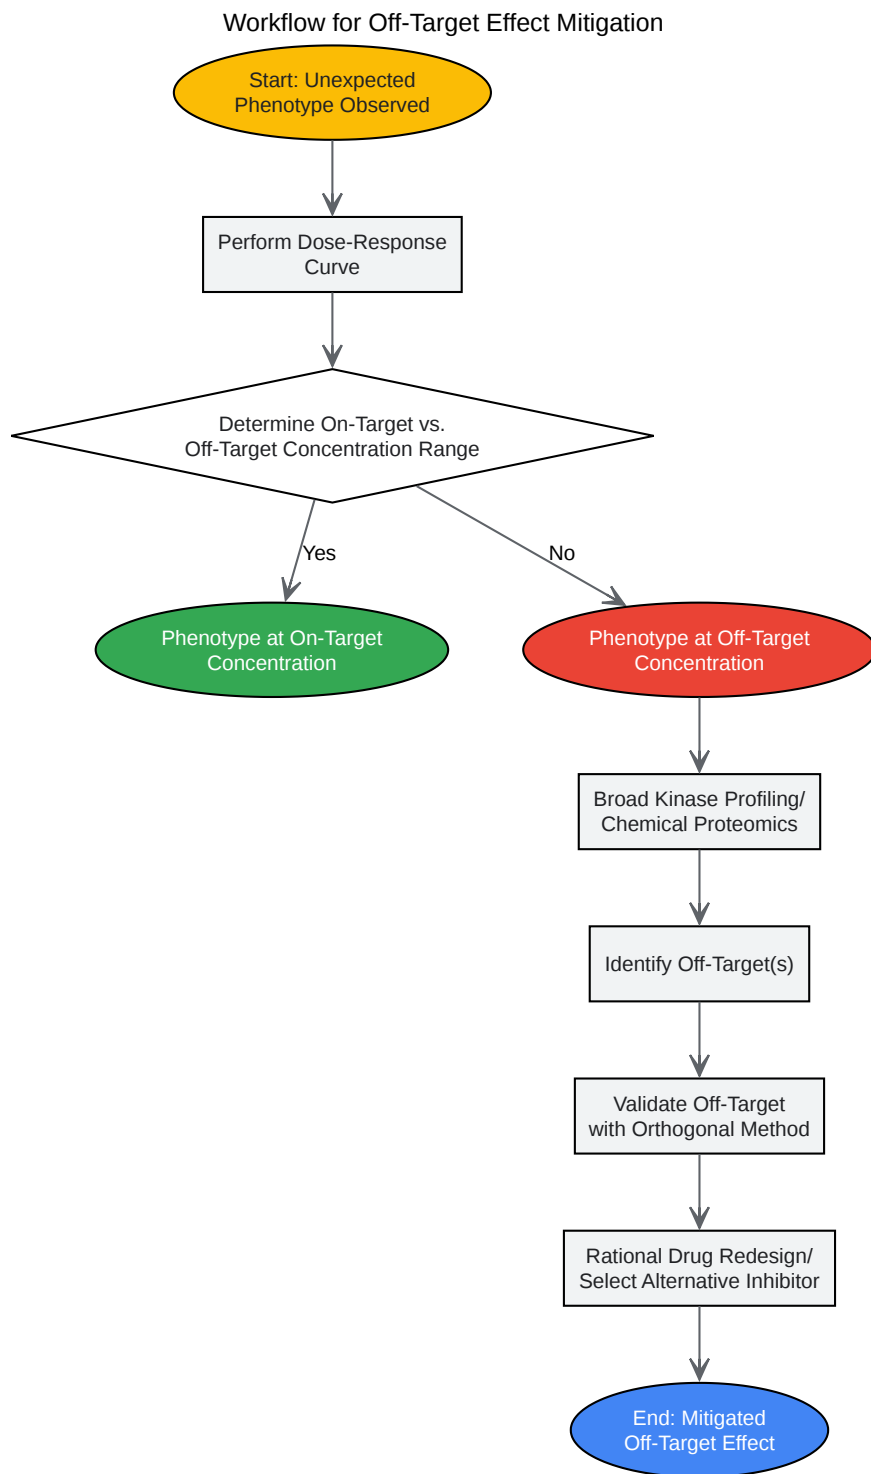 Workflow for Off-Target Effect Mitigation
Start: Unexpected
Phenotype Observed
Perform Dose-Response
Curve
Determine On-Target vs.
Off-Target Concentration Range
Yes
No
Phenotype at On-Target
Concentration
Phenotype at Off-Target
Concentration
Broad Kinase Profiling/
Chemical Proteomics
Identify Off-Target(s)
Validate Off-Target
with Orthogonal Method
Rational Drug Redesign/
Select Alternative Inhibitor
End: Mitigated
Off-Target Effect